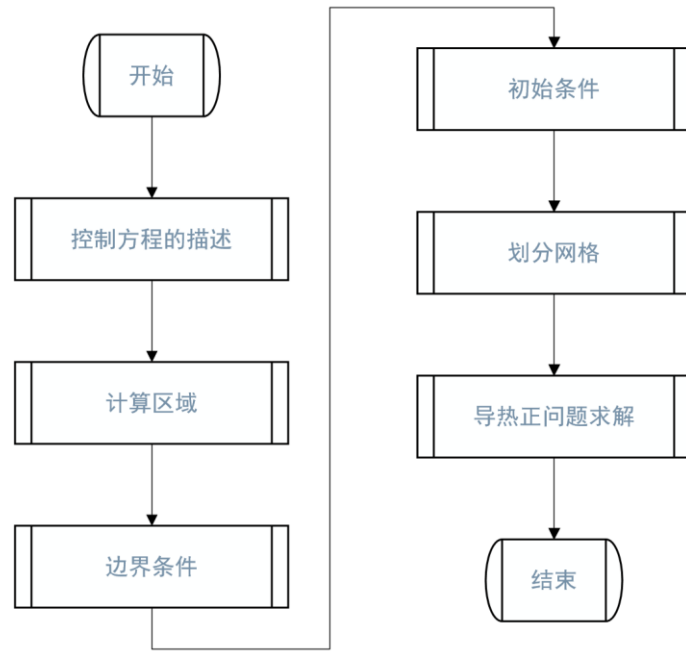 开始
控制方程的描述
计算区域
边界条件
初始条件
划分网格
导热正问题求解
结束